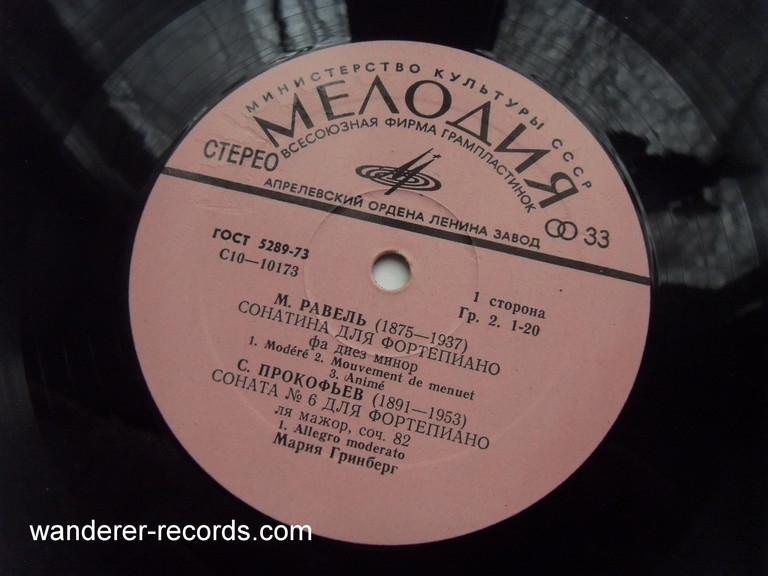 МИНИСТЕРСТВО КУЛЬТУРЫ СССР
МЕЛОДИЯ
ВСЕСОЮЗНАЯ ФИРМА ГРАМПЛАСТИНОК
СТЕРЕО
33
АПРЕЛЕВСКИЙ ОРДЕНА ЛЕНИНА ЗАВОД
ГОСТ 5289-73
С10—10173
1 сторона
Гр. 2. 1-20
М. РАВЕЛЬ (1875—1937)
СОНАТИНА ДЛЯ ФОРТЕПИАНО
фа диез минор
1. Modéré 2. Mouvement de menuet
3. Animé
С. ПРОКОФЬЕВ (1891—1953)
СОНАТА № 6 ДЛЯ ФОРТЕПИАНО
ля мажор, соч. 82
1. Allegro moderato
Мария Гринберг
wanderer-records.com